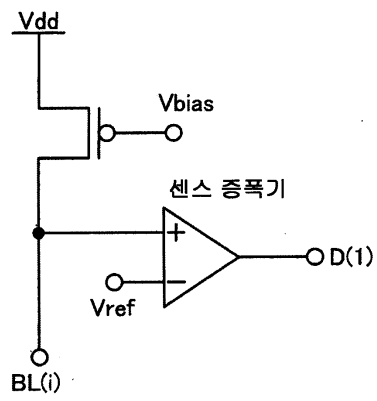 Vdd
Vbias
센스 증폭기
+
−
D(1)
Vref
BL(i)